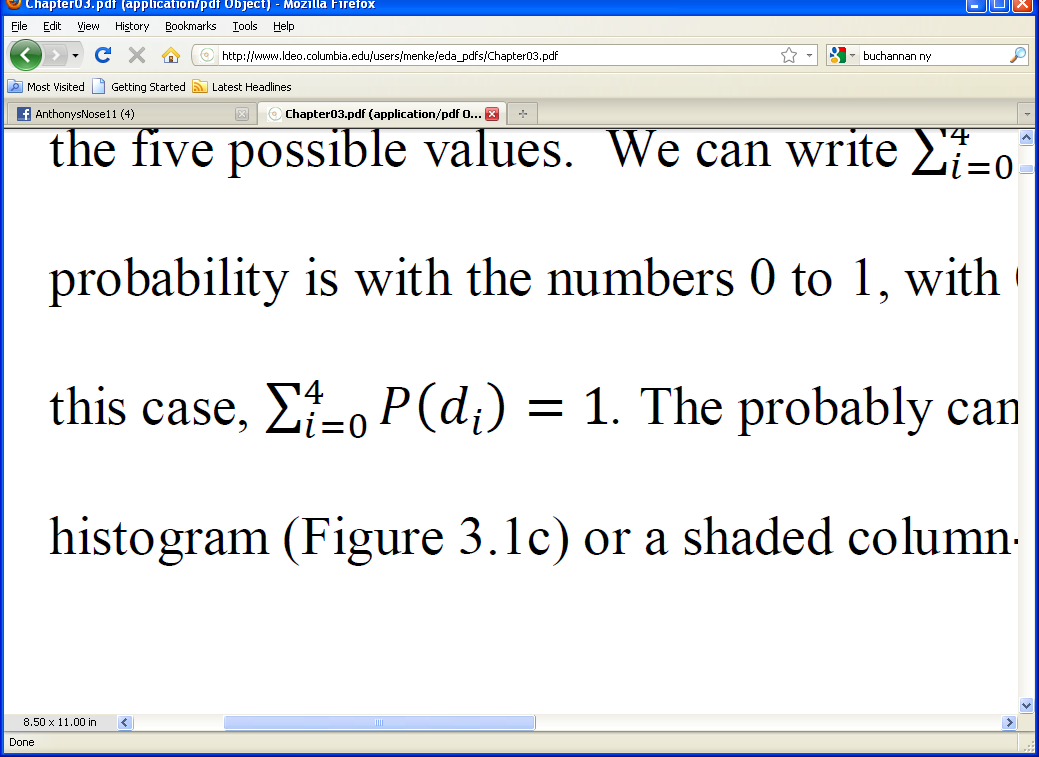 Chapter03.pdf (application/pdf Object) - Mozilla Firefox
File Edit View History Bookmarks Tools Help
http://www.ldeo.columbia.edu/users/menke/eda_pdfs/Chapter03.pdf buchannan ny
Most Visited Getting Started Latest Headlines
AnthonysNose11 (4) Chapter03.pdf (application/pdf O...
the five possible values. We can write ∑⁴ᵢ₌₀
probability is with the numbers 0 to 1, with
this case, ∑⁴ᵢ₌₀ P(dᵢ) = 1. The probably can
histogram (Figure 3.1c) or a shaded column-
8.50 x 11.00 in
Done